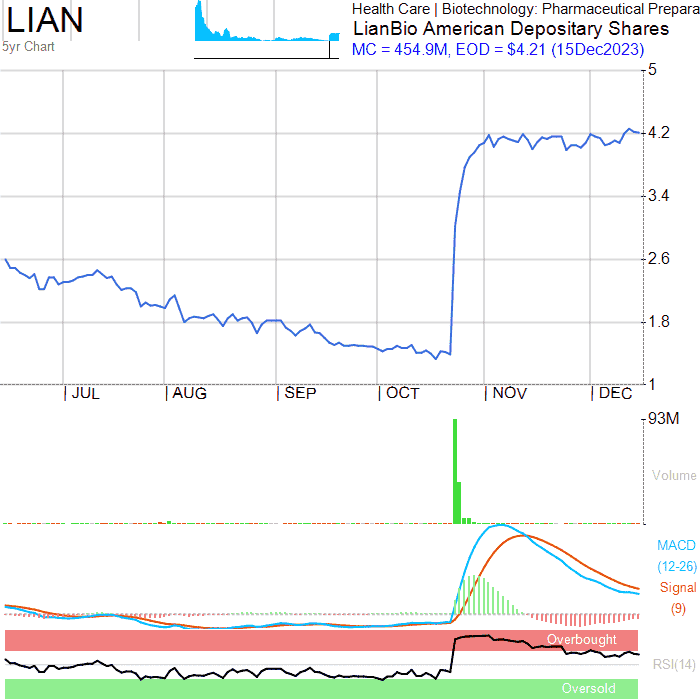 LIAN
5yr Chart
Health Care | Biotechnology: Pharmaceutical Prepara
LianBio American Depositary Shares
MC = 454.9M, EOD = $4.21 (15Dec2023)
5
4.2
3.4
2.6
1.8
1
JUL AUG SEP OCT NOV DEC
93M
Volume
MACD
(12-26)
Signal
(9)
Overbought
RSI(14)
Oversold